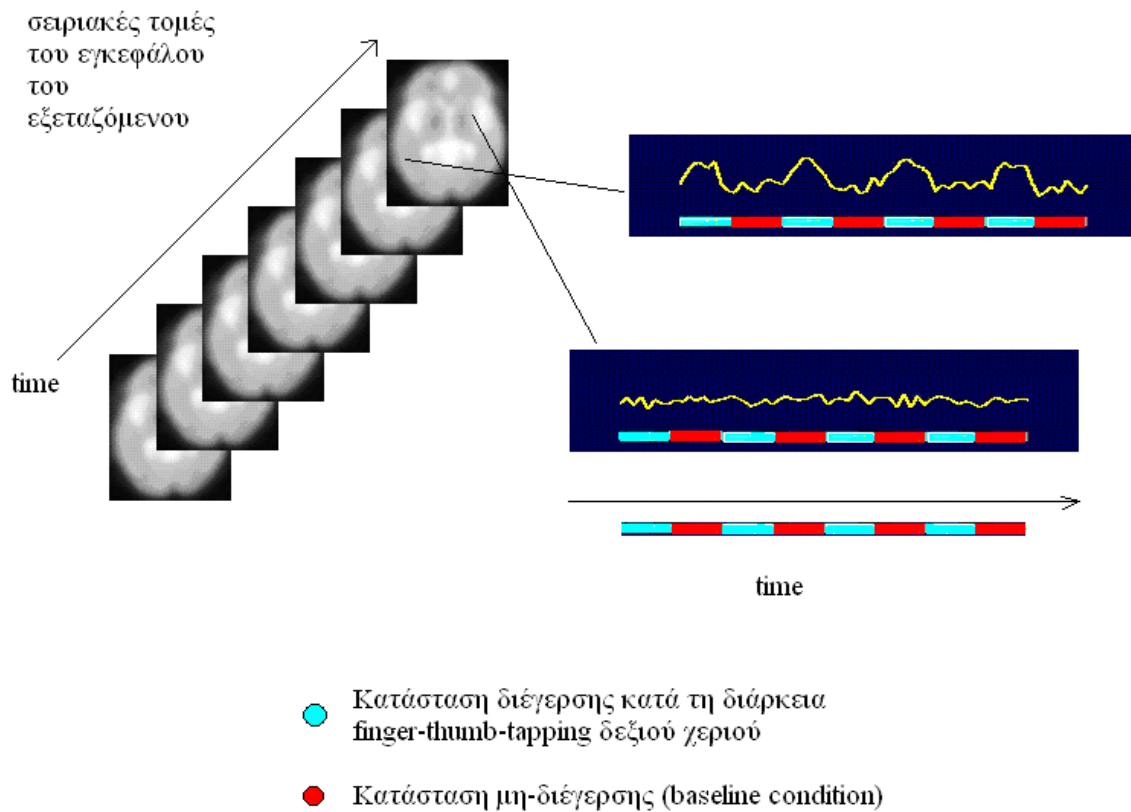 σειριακές τομές
του εγκεφάλου
του
εξεταζόμενου
time
time
Κατάσταση διέγερσης κατά τη διάρκεια
finger-thumb-tapping δεξιού χεριού
Κατάσταση μη-διέγερσης (baseline condition)